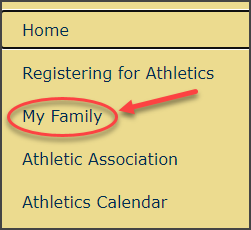 Home
Registering for Athletics
My Family
Athletic Association
Athletics Calendar